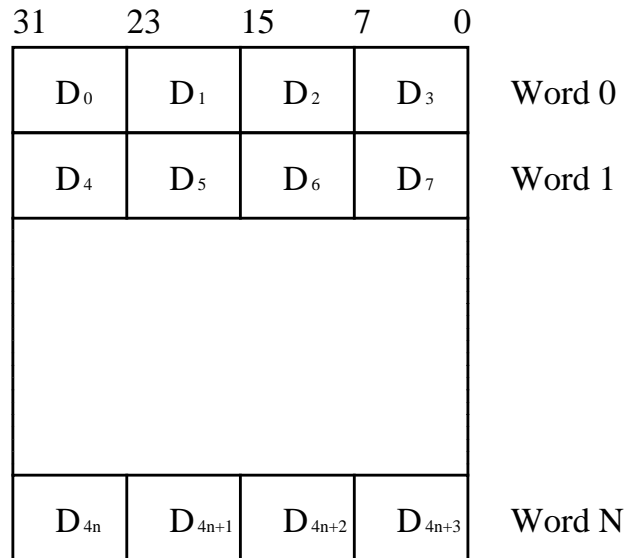 31 23 15 7 0
D₀ D₁ D₂ D₃ Word 0
D₄ D₅ D₆ D₇ Word 1
D₄ₙ D₄ₙ₊₁ D₄ₙ₊₂ D₄ₙ₊₃ Word N